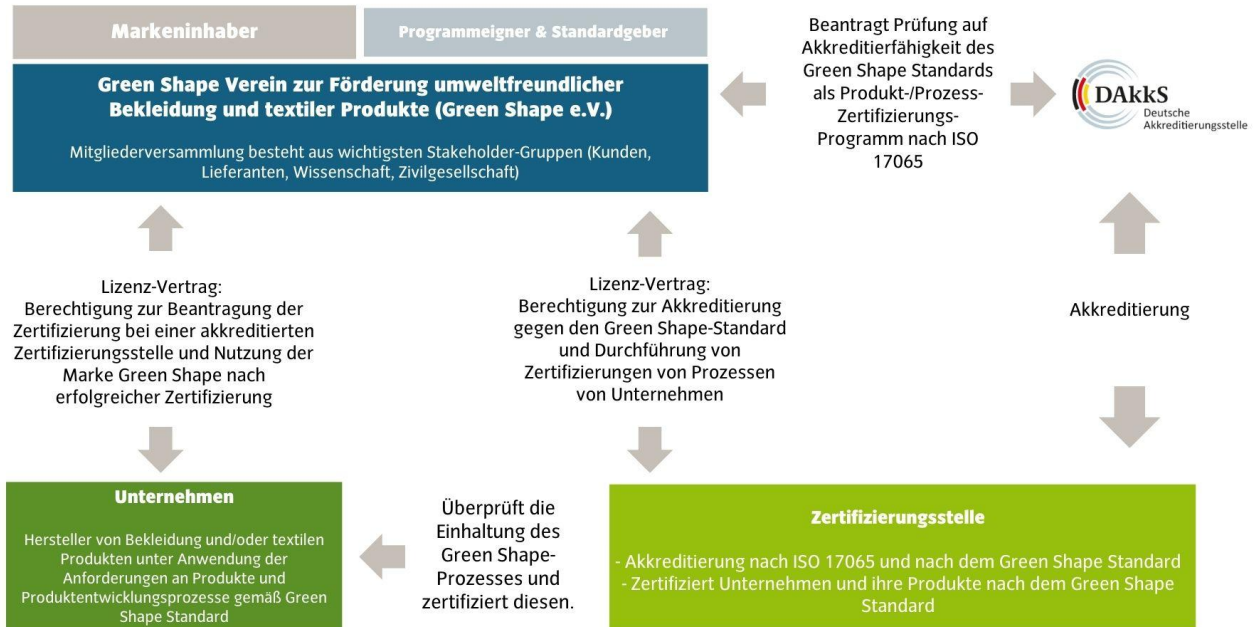 Markeninhaber
Programmeigner & Standardgeber
Green Shape Verein zur Förderung umweltfreundlicher
Bekleidung und textiler Produkte (Green Shape e.V.)
Mitgliederversammlung besteht aus wichtigsten Stakeholder-Gruppen (Kunden,
Lieferanten, Wissenschaft, Zivilgesellschaft)
Beantragt Prüfung auf
Akkreditierfähigkeit des
Green Shape Standards
als Produkt-/Prozess-
Zertifizierungs-
Programm nach ISO
17065
DAkkS
Deutsche
Akkreditierungsstelle
Lizenz-Vertrag:
Berechtigung zur Beantragung der
Zertifizierung bei einer akkreditierten
Zertifizierungsstelle und Nutzung der
Marke Green Shape nach
erfolgreicher Zertifizierung
Lizenz-Vertrag:
Berechtigung zur Akkreditierung
gegen den Green Shape-Standard
und Durchführung von
Zertifizierungen von Prozessen
von Unternehmen
Akkreditierung
Unternehmen
Hersteller von Bekleidung und/oder textilen
Produkten unter Anwendung der
Anforderungen an Produkte und
Produktentwicklungsprozesse gemäß Green
Shape Standard
Überprüft die
Einhaltung des
Green Shape-
Prozesses und
zertifiziert diesen.
Zertifizierungsstelle
- Akkreditierung nach ISO 17065 und nach dem Green Shape Standard
- Zertifiziert Unternehmen und ihre Produkte nach dem Green Shape
Standard